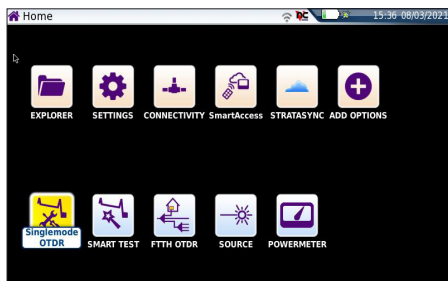 Home
15:36 08/03/2021
EXPLORER
SETTINGS
CONNECTIVITY
SmartAccess
STRATASYNC
ADD OPTIONS
Singlemode
OTDR
SMART TEST
FTTH OTDR
SOURCE
POWERMETER